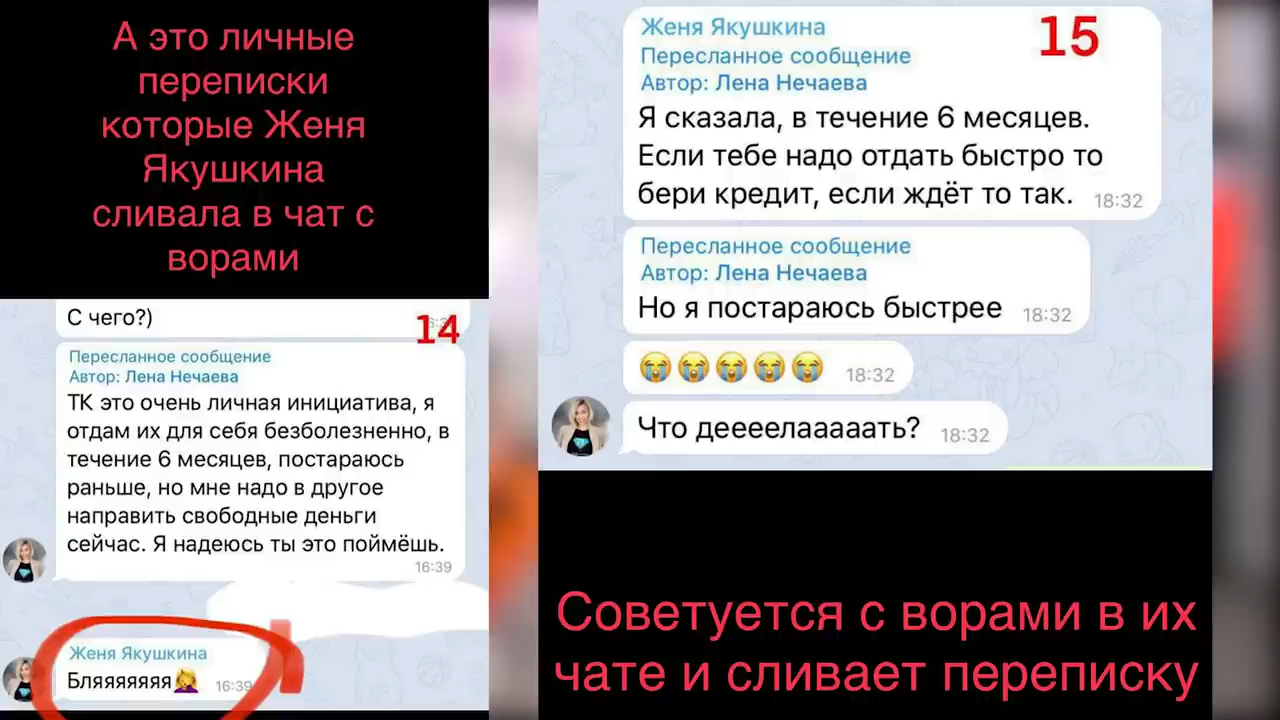 А это личные
переписки
которые Женя
Якушкина
сливала в чат с
ворами
С чего?)
14
Пересланное сообщение
Автор: Лена Нечаева
ТК это очень личная инициатива, я
отдам их для себя безболезненно, в
течение 6 месяцев, постараюсь
раньше, но мне надо в другое
направить свободные деньги
сейчас. Я надеюсь ты это поймёшь.
16:39
Женя Якушкина
Бляяяяяяя🤦‍♀️ 16:39
Женя Якушкина
15
Пересланное сообщение
Автор: Лена Нечаева
Я сказала, в течение 6 месяцев.
Если тебе надо отдать быстро то
бери кредит, если ждёт то так. 18:32
Пересланное сообщение
Автор: Лена Нечаева
Но я постараюсь быстрее 18:32
😭😭😭😭😭 18:32
Что деееелааааать? 18:32
Советуется с ворами в их
чате и сливает переписку